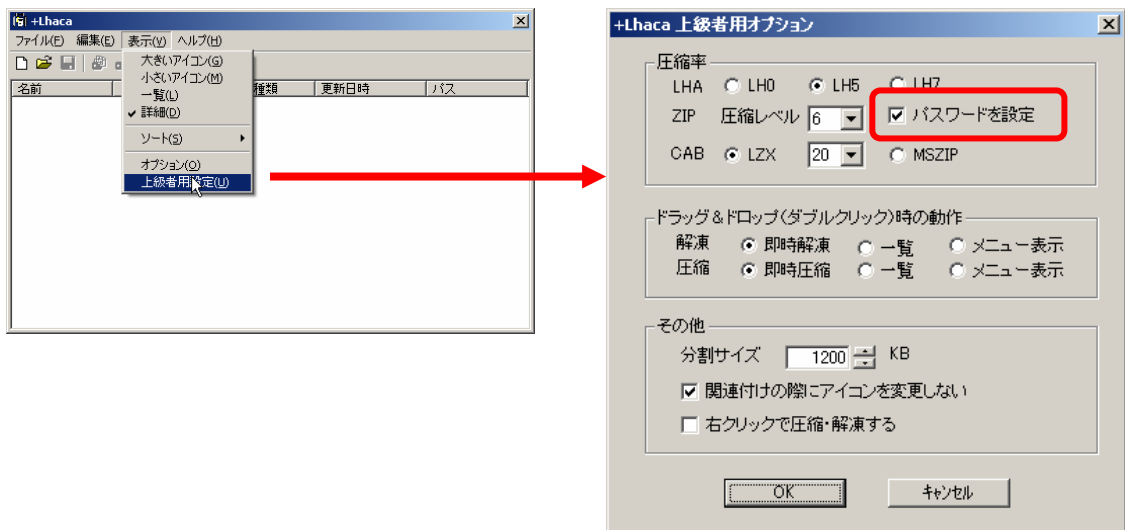 +Lhaca
ファイル(F) 編集(E) 表示(V) ヘルプ(H)
大きいアイコン(G)
小さいアイコン(M)
一覧(L)
詳細(D)
ソート(S)
オプション(O)
上級者用設定(U)
名前 種類 更新日時 パス
+Lhaca 上級者用オプション
圧縮率
LHA LH0 LH5 LH7
ZIP 圧縮レベル 6 パスワードを設定
CAB LZX 20 MSZIP
ドラッグ&ドロップ(ダブルクリック)時の動作
解凍 即時解凍 一覧 メニュー表示
圧縮 即時圧縮 一覧 メニュー表示
その他
分割サイズ 1200 KB
関連付けの際にアイコンを変更しない
右クリックで圧縮・解凍する
OK キャンセル